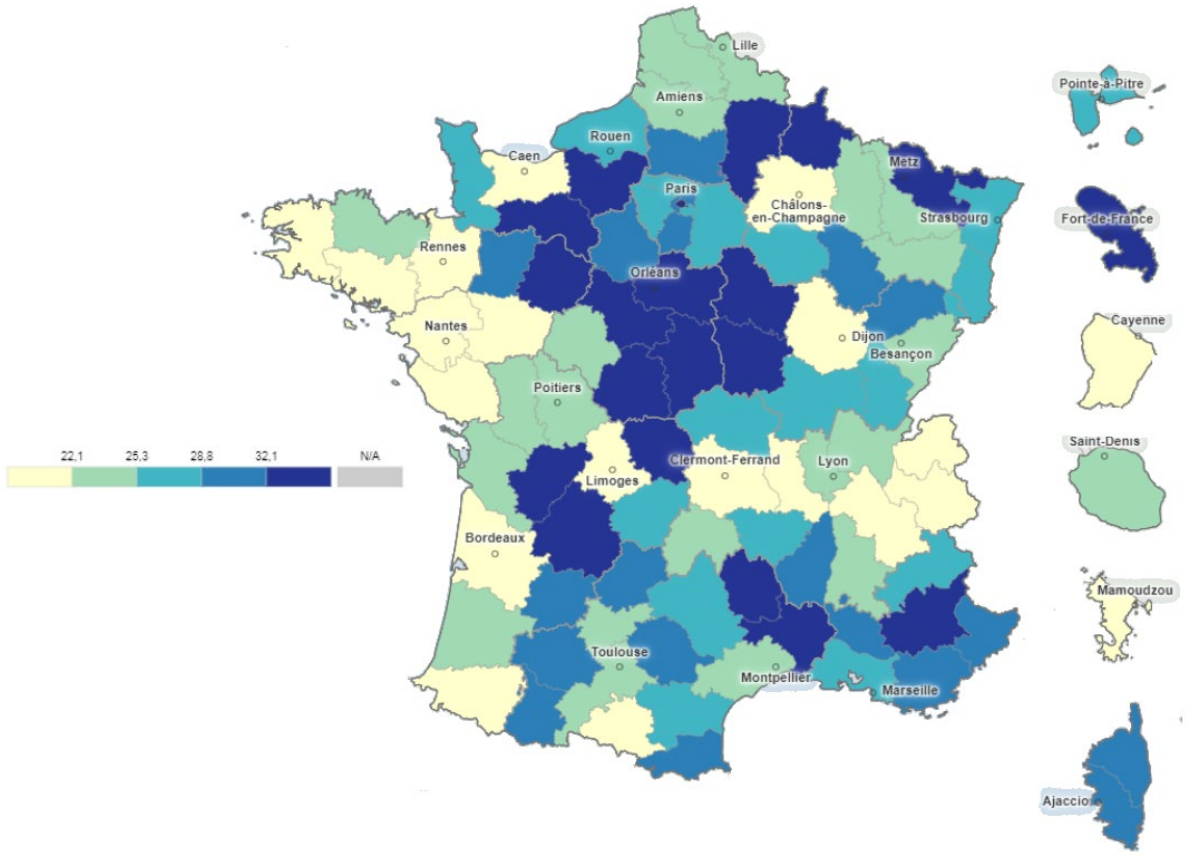 Lille
Pointe-à-Pitre
Amiens
Rouen
Caen
Metz
Paris
Châlons-
en-Champagne
Strasbourg
Fort-de-France
Rennes
Orléans
Nantes
Dijon
Besançon
Cayenne
Poitiers
22,1 25,3 28,8 32,1 N/A
Saint-Denis
Clermont-Ferrand
Lyon
Limoges
Bordeaux
Mamoudzou
Toulouse
Montpellier
Marseille
Ajaccio